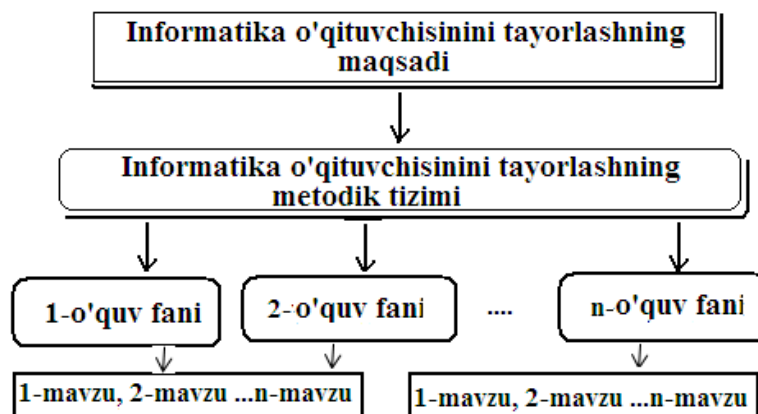 Informatika o'qituvchisinini tayorlashning
maqsadi
Informatika o'qituvchisinini tayorlashning
metodik tizimi
1-o'quv fani
2-o'quv fani
....
n-o'quv fani
1-mavzu, 2-mavzu ...n-mavzu
1-mavzu, 2-mavzu ...n-mavzu